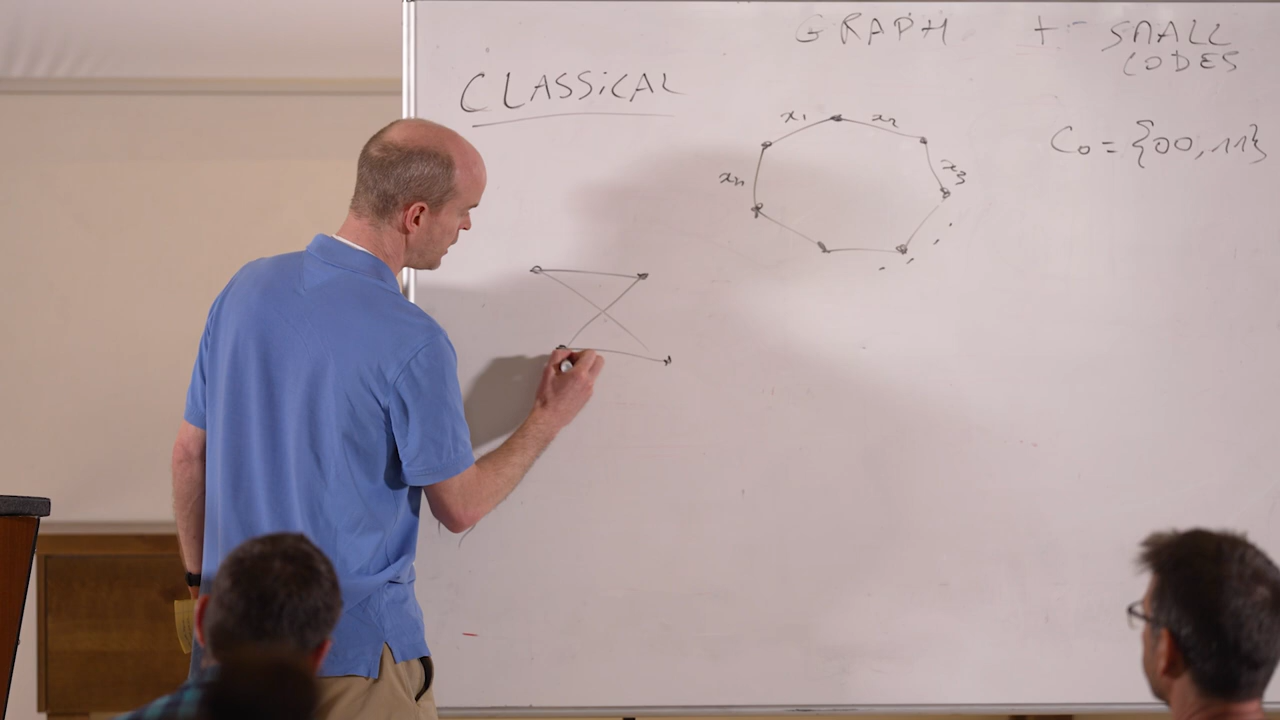 GRAPH + SMALL
CODES
CLASSiCAL
x₁ x₂
C₀ = {00, 11}
x₃
xₙ